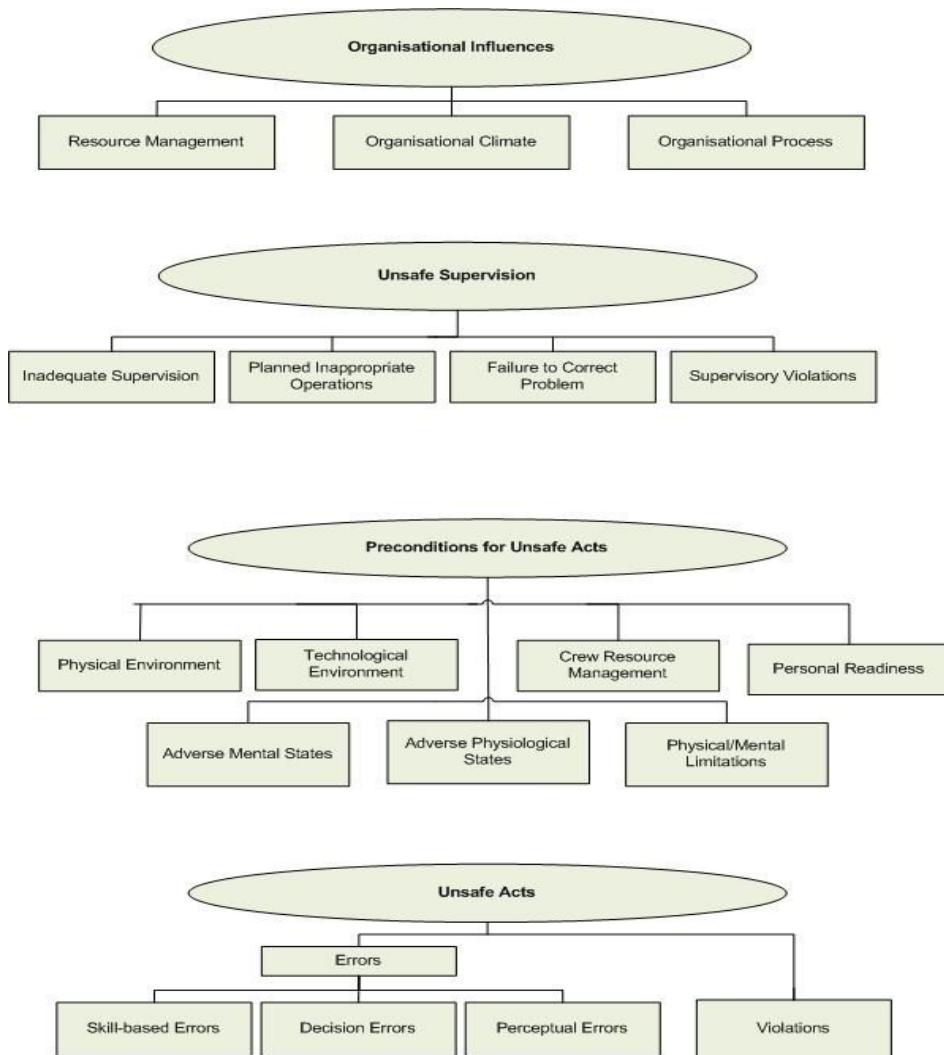 Organisational Influences
Resource Management
Organisational Climate
Organisational Process
Unsafe Supervision
Inadequate Supervision
Planned Inappropriate
Operations
Failure to Correct
Problem
Supervisory Violations
Preconditions for Unsafe Acts
Physical Environment
Technological
Environment
Crew Resource
Management
Personal Readiness
Adverse Mental States
Adverse Physiological
States
Physical/Mental
Limitations
Unsafe Acts
Errors
Skill-based Errors
Decision Errors
Perceptual Errors
Violations